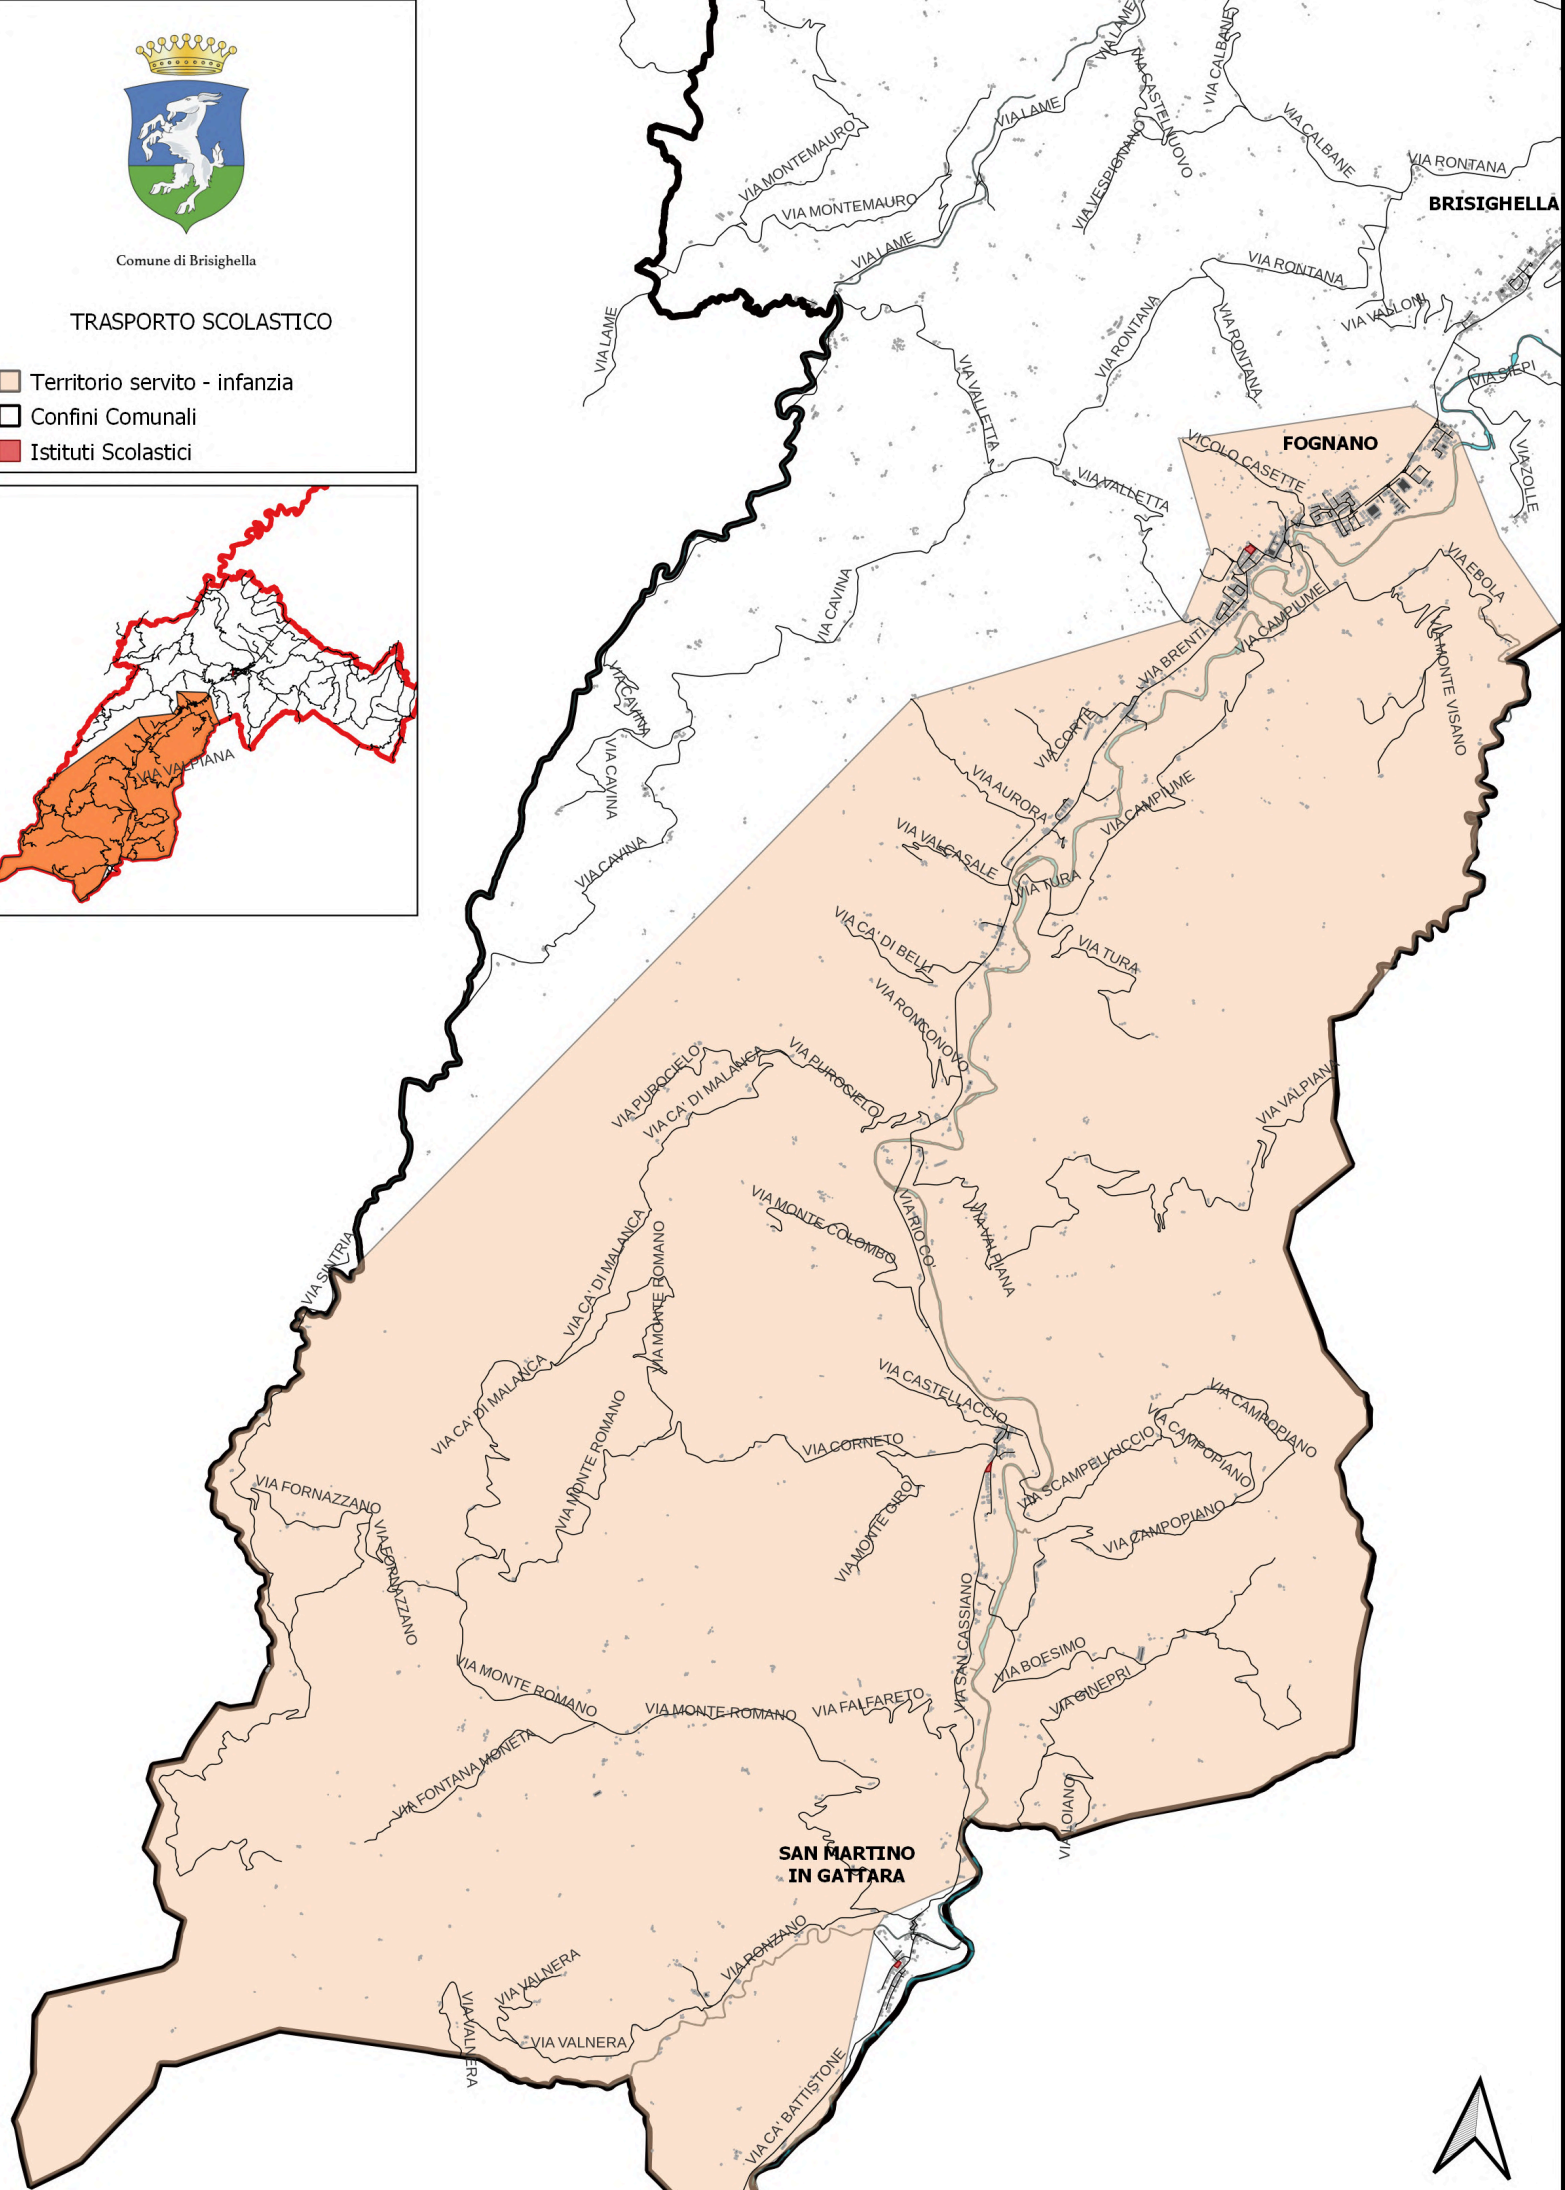 Comune di Brisighella
TRASPORTO SCOLASTICO
Territorio servito - infanzia
Confini Comunali
Istituti Scolastici
VIA VALPIANA
VIA LAME
VIA CALBANE
VIA CASTELNUOVO
VIA LAME
VIA MONTEMAURO
VIA VESPIGNANO
VIA CALBANE
VIA RONTANA
BRISIGHELLA
VIA MONTEMAURO
VIA LAME
VIA RONTANA
VIA LAME
VIA RONTANA
VIA RONTANA
VIA VALLONI
VIA VALLETTA
VIA SIEPI
FOGNANO
VICOLO CASETTE
VIA ZOLLE
VIA VALLETTA
VIA CAVINA
VIA EBOLA
VIA CAMPIUME
VIA BRENTI
VIA MONTE VISANO
VIA CAVINA
VIA CORTE
VIA CAVINA
VIA AURORA
VIA CAMPIUME
VIA CAVINA
VIA VALCASALE
VIA TURA
VIA CA' DI BELLI
VIA TURA
VIA RONCONOVO
VIA PUROCIELO
VIA CA' DI MALANCA
VIA PUROCIELO
VIA VALPIANA
VIA MONTE COLOMBO
VIA RIO CO'
VIA VALPIANA
VIA SINTRIA
VIA CA' DI MALANCA
VIA MONTE ROMANO
VIA CA' DI MALANCA
VIA CASTELLACCIO
VIA CAMPOPIANO
VIA CAMPOPIANO
VIA MONTE ROMANO
VIA CORNETO
VIA SCAMPELLUCCIO
VIA FORNAZZANO
VIA MONTE GIRO
VIA CAMPOPIANO
VIA FORNAZZANO
VIA SAN CASSIANO
VIA BOESIMO
VIA GINEPRI
VIA MONTE ROMANO
VIA MONTE ROMANO
VIA FALFARETO
VIA FONTANA MONETA
VIA LOIANO
SAN MARTINO
IN GATTARA
VIA RONZANO
VIA VALNERA
VIA VALNERA
VIA VALNERA
VIA CA' BATTISTONE